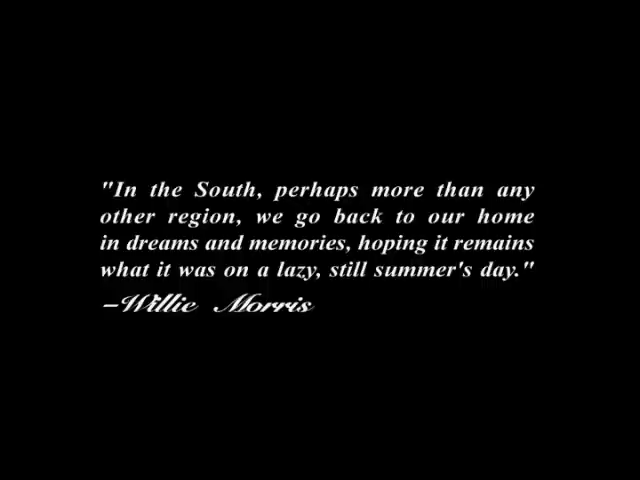 "In the South, perhaps more than any
other region, we go back to our home
in dreams and memories, hoping it remains
what it was on a lazy, still summer's day."
–Willie Morris